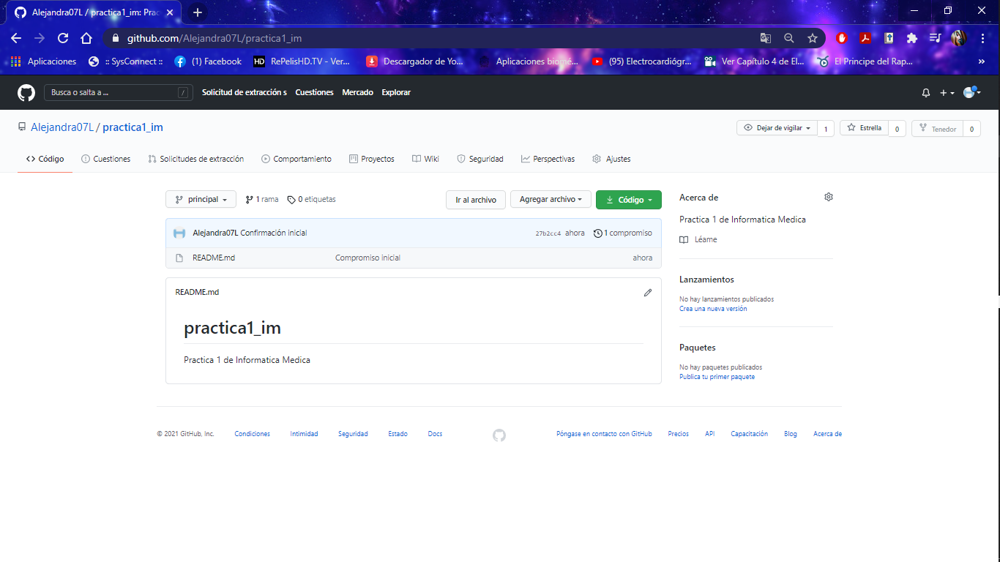 Alejandra07L / practica1_im: Prac
github.com/Alejandra07L/practica1_im
Aplicaciones :: SysConnect :: (1) Facebook HD RePelisHD.TV - Ver... Descargador de Yo... Aplicaciones biomé... (95) Electrocardiógr... Ver Capítulo 4 de El... El Principe del Rap... »
Busca o salta a ... / Solicitud de extracción s Cuestiones Mercado Explorar
Alejandra07L / practica1_im
Dejar de vigilar 1 Estrella 0 Tenedor 0
Código Cuestiones Solicitudes de extracción Comportamiento Proyectos Wiki Seguridad Perspectivas Ajustes
principal 1 rama 0 etiquetas Ir al archivo Agregar archivo Código
Alejandra07L Confirmación inicial 27b2cc4 ahora 1 compromiso
README.md Compromiso inicial ahora
README.md
practica1_im
Practica 1 de Informatica Medica
Acerca de
Practica 1 de Informatica Medica
Léame
Lanzamientos
No hay lanzamientos publicados
Crea una nueva versión
Paquetes
No hay paquetes publicados
Publica tu primer paquete
© 2021 GitHub, Inc. Condiciones Intimidad Seguridad Estado Docs Póngase en contacto con GitHub Precios API Capacitación Blog Acerca de